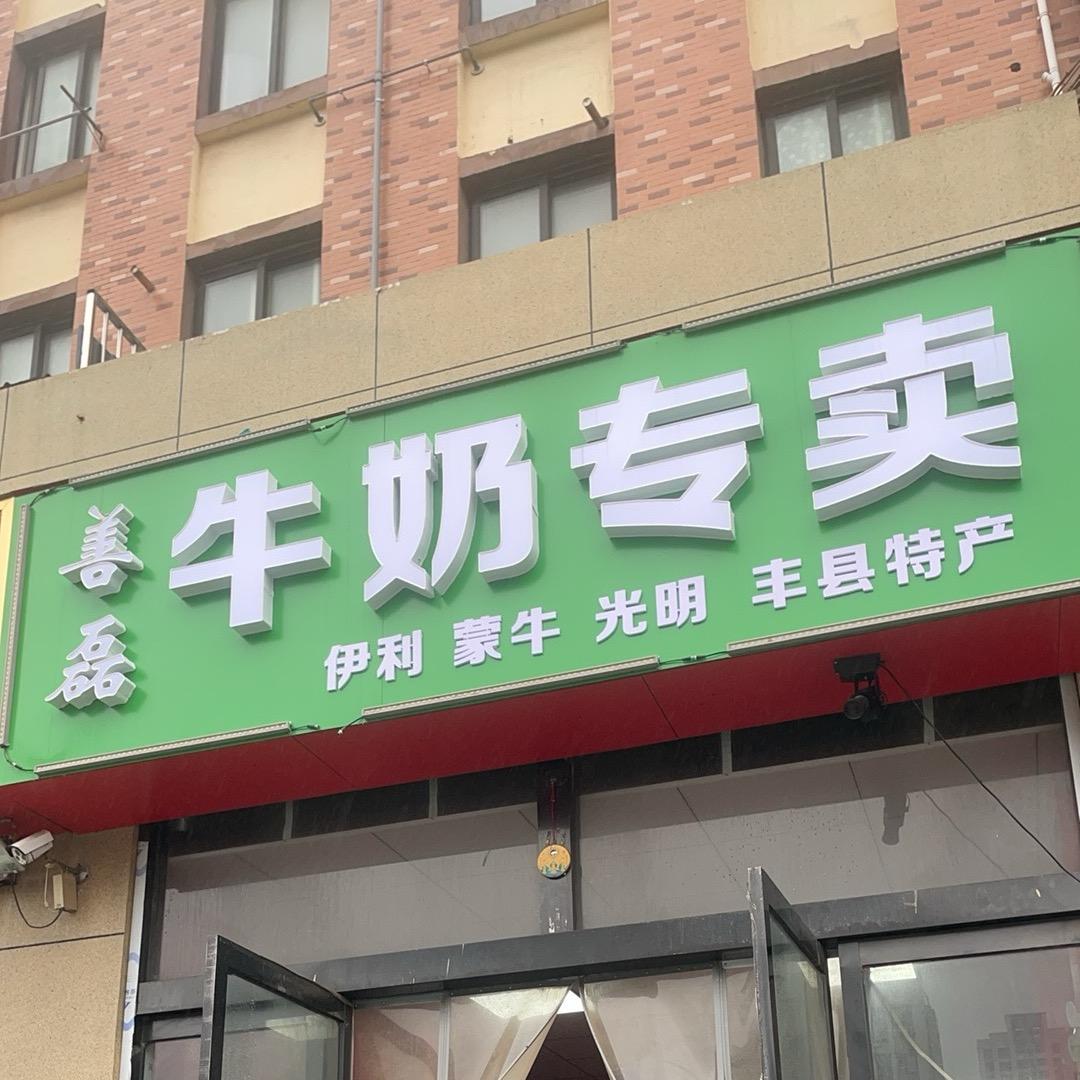 善磊
牛奶专卖
伊利 蒙牛 光明 丰县特产